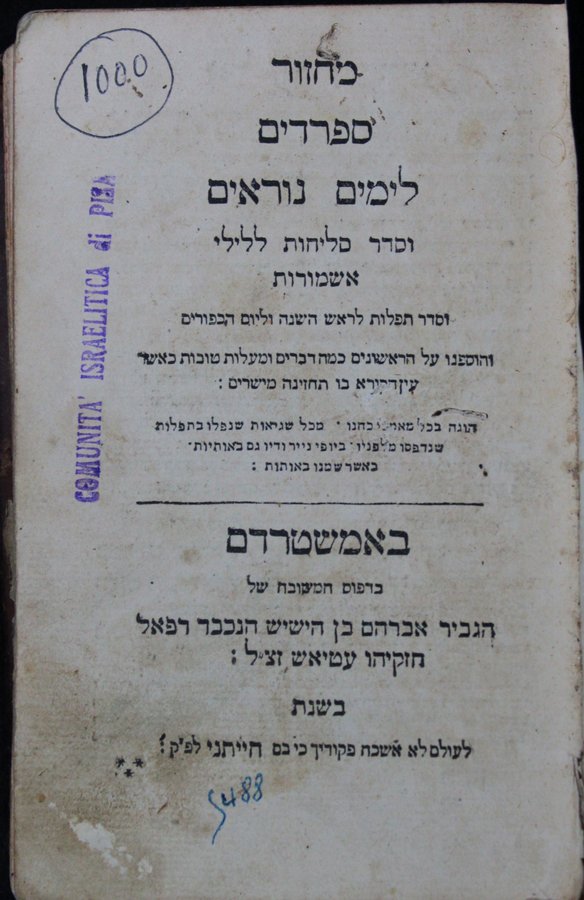 1000
מחזור
ספרדים
לימים נוראים
וסדר סליחות ללילי
אשמורות
וסדר תפלות לראש השנה וליום הכפורים
והוספנו על הראשונים כמה דברים ומעלות טובות כאשר
עין הקורא בו תחזינה מישרים :
הוגה בכל מאמצי כחנו · מכל שגיאות שנפלו בתפלות
שנדפסו מלפנינו · ביופי נייר ודיו גם באותיות ·
כאשר שמנו באותות :
באמשטרדם
בדפוס המשובח של
הגביר אברהם בן הישיש הנכבד רפאל
חזקיהו עטיאש זצ״ל :
בשנת
לעולם לא אשכח פקודיך כי בם חייתני לפ״ק :
5488
COMUNITA' ISRAELITICA di PISA